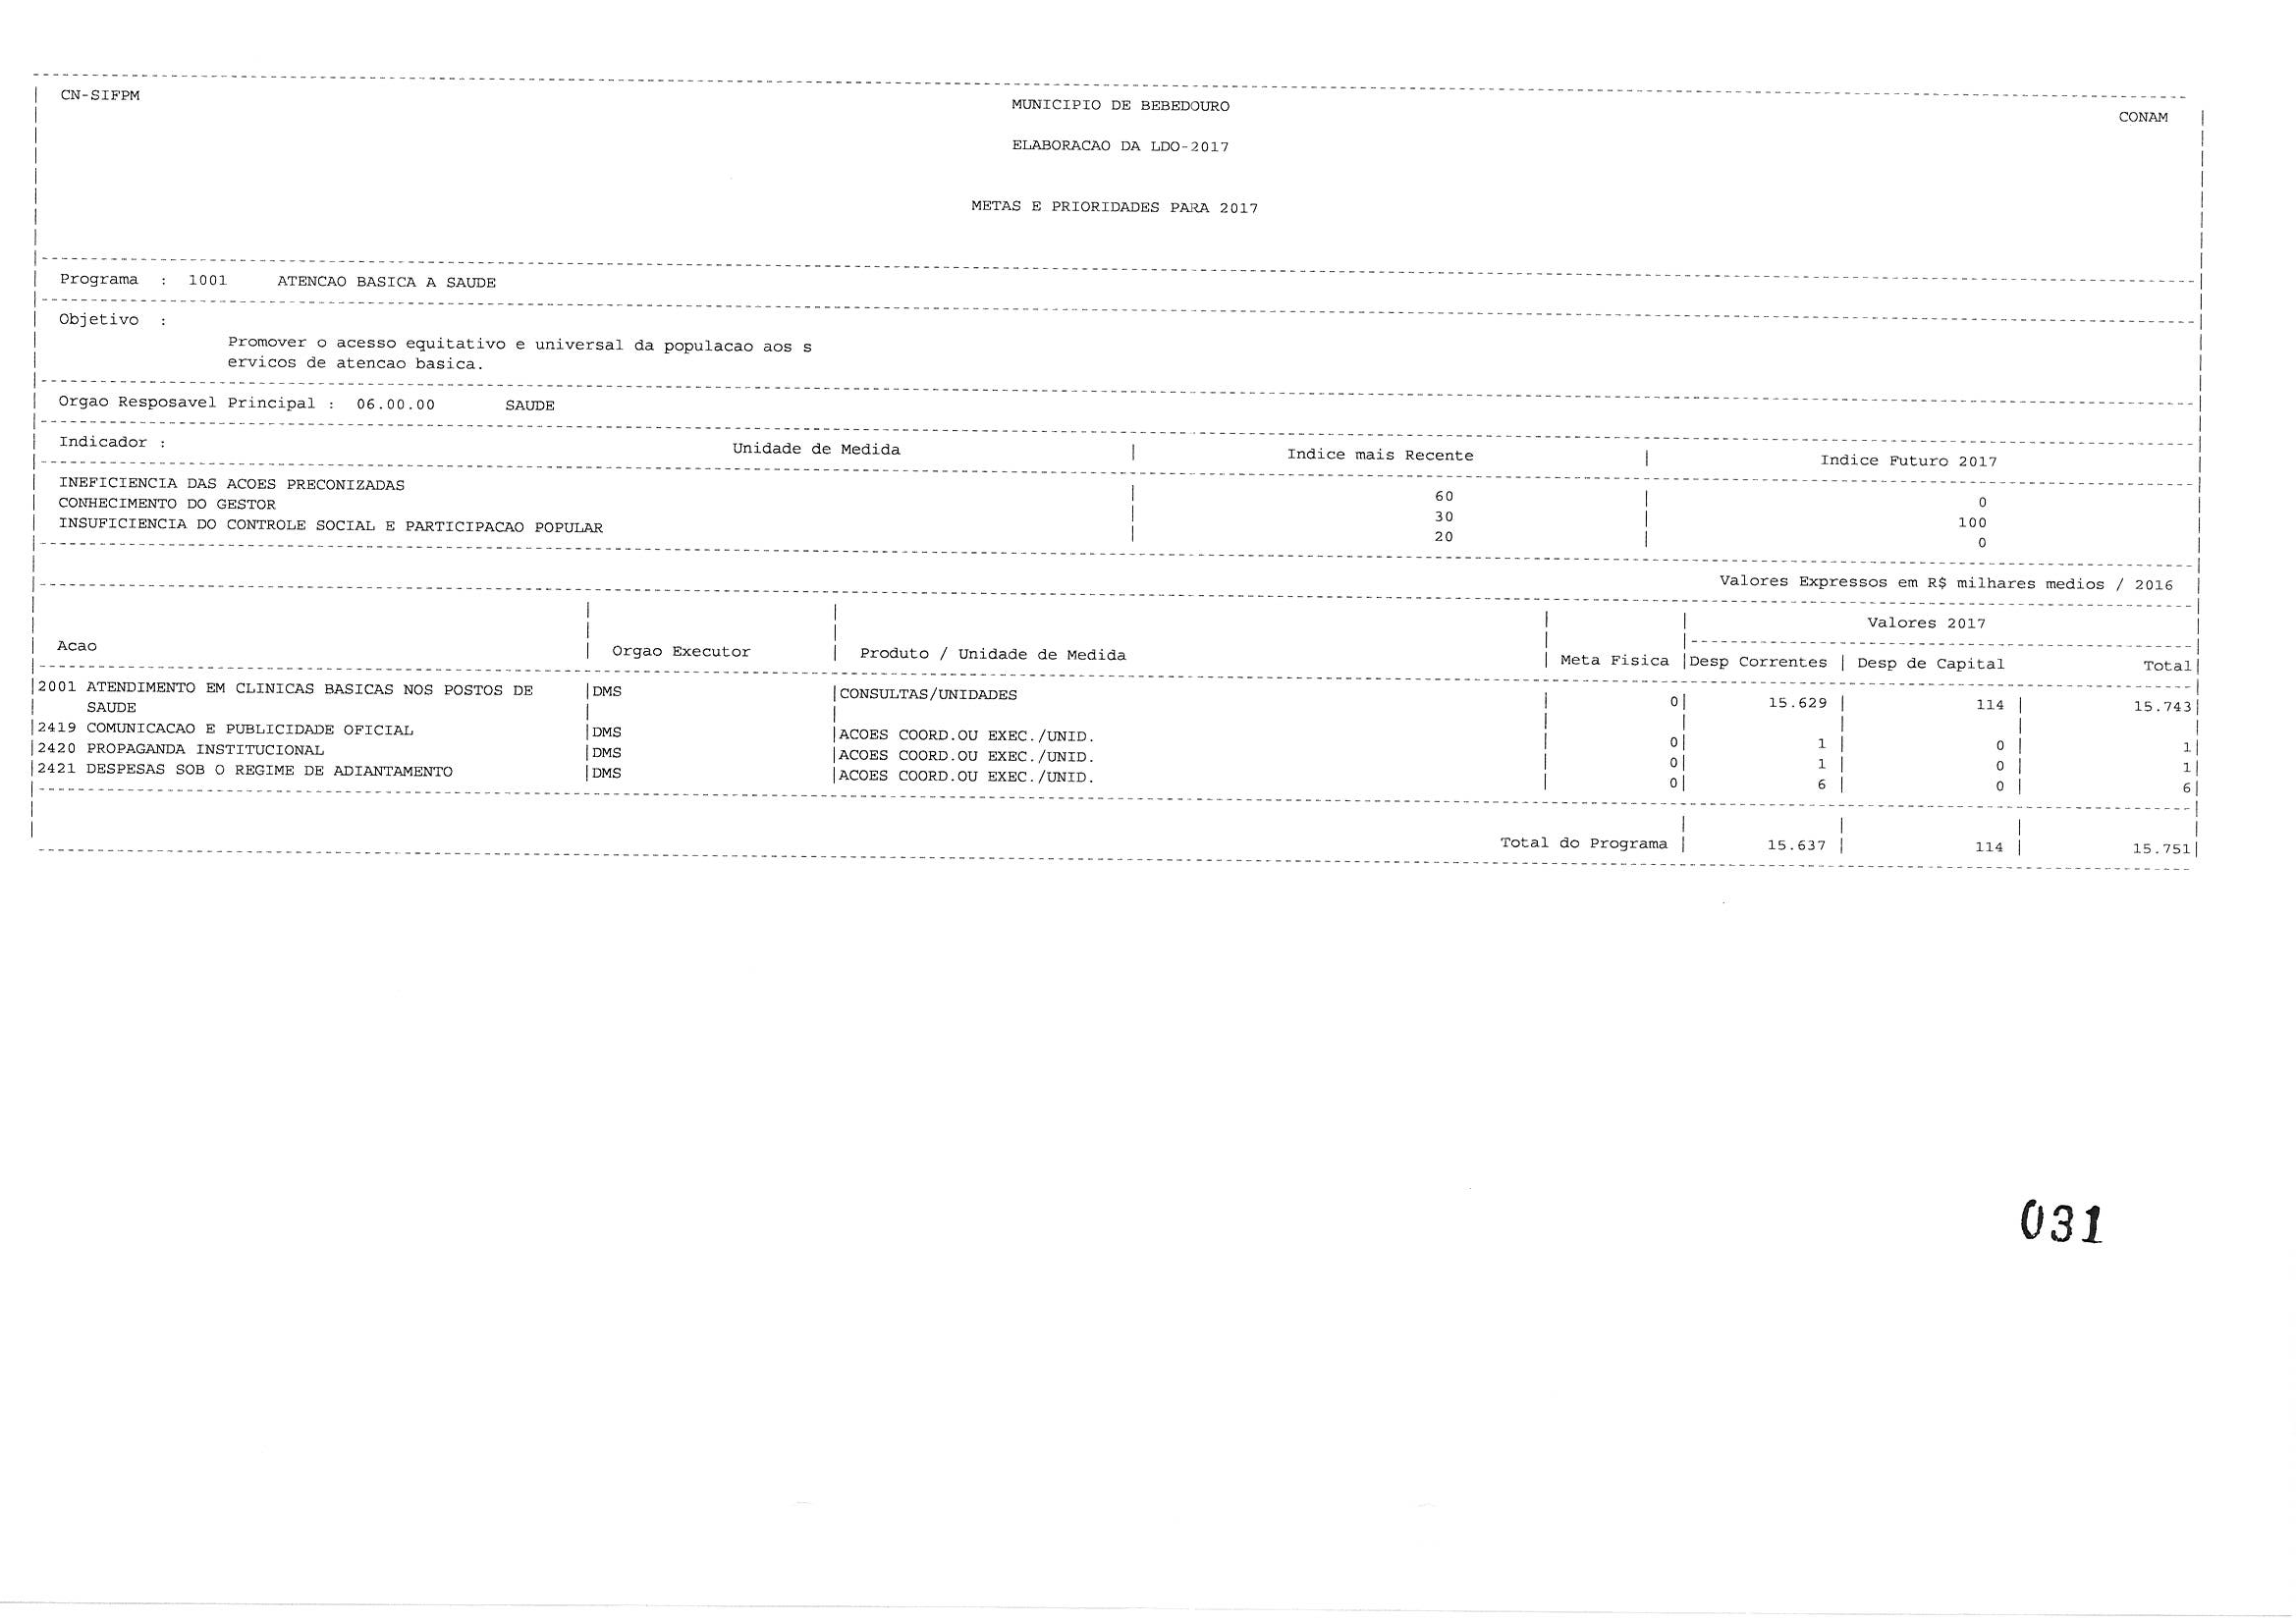 CN-SIFPM
MUNICIPIO DE BEBEDOURO
CONAM
ELABORACAO DA LDO-2017
METAS E PRIORIDADES PARA 2017
Programa : 1001 ATENCAO BASICA A SAUDE
Objetivo :
Promover o acesso equitativo e universal da populacao aos s
ervicos de atencao basica.
Orgao Resposavel Principal : 06.00.00 SAUDE
Indicador : Unidade de Medida | Indice mais Recente | Indice Futuro 2017
INEFICIENCIA DAS ACOES PRECONIZADAS | 60 | 0
CONHECIMENTO DO GESTOR | 30 | 100
INSUFICIENCIA DO CONTROLE SOCIAL E PARTICIPACAO POPULAR | 20 | 0
Valores Expressos em R$ milhares medios / 2016
Valores 2017
Acao | Orgao Executor | Produto / Unidade de Medida | Meta Fisica |Desp Correntes | Desp de Capital Total|
|2001 ATENDIMENTO EM CLINICAS BASICAS NOS POSTOS DE |DMS |CONSULTAS/UNIDADES | 0| 15.629 | 114 | 15.743|
SAUDE
|2419 COMUNICACAO E PUBLICIDADE OFICIAL |DMS |ACOES COORD.OU EXEC./UNID. | 0| 1 | 0 | 1|
|2420 PROPAGANDA INSTITUCIONAL |DMS |ACOES COORD.OU EXEC./UNID. | 0| 1 | 0 | 1|
|2421 DESPESAS SOB O REGIME DE ADIANTAMENTO |DMS |ACOES COORD.OU EXEC./UNID. | 0| 6 | 0 | 6|
Total do Programa | 15.637 | 114 | 15.751|
031